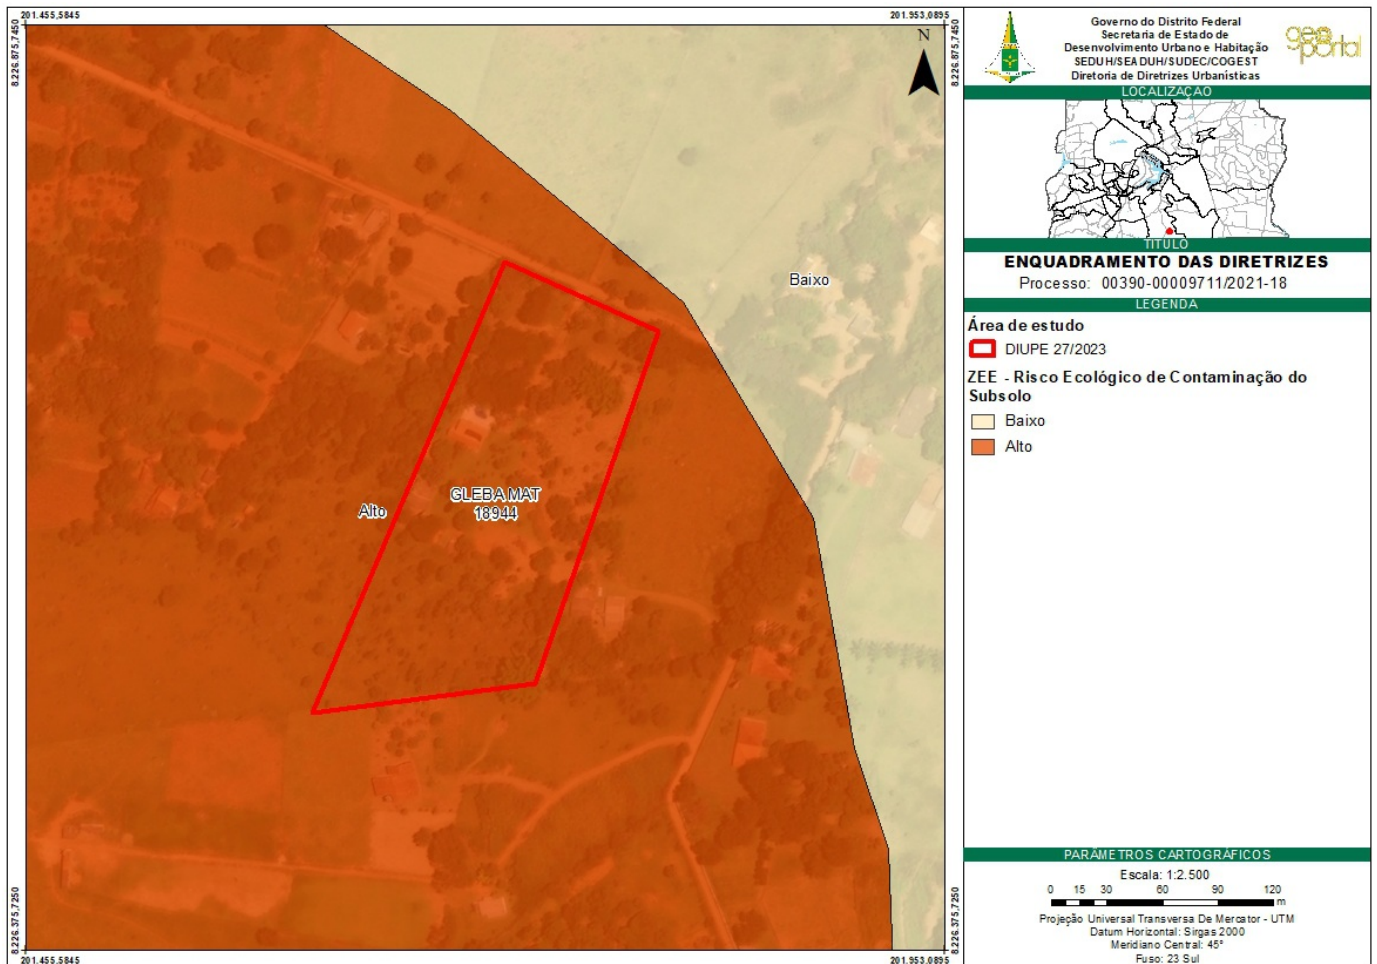 201.455,5845
201.953,0895
8.226.875,7450
8.226.875,7450
N
Baixo
GLEBA MAT
18944
Alto
8.226.375,7250
8.226.375,7250
201.455,5845
201.953,0895
Governo do Distrito Federal
Secretaria de Estado de
Desenvolvimento Urbano e Habitação
SEDUH/SEADUH/SUDEC/COGEST
Diretoria de Diretrizes Urbanísticas
geo
portal
LOCALIZAÇÃO
TÍTULO
ENQUADRAMENTO DAS DIRETRIZES
Processo: 00390-00009711/2021-18
LEGENDA
Área de estudo
DIUPE 27/2023
ZEE - Risco Ecológico de Contaminação do
Subsolo
Baixo
Alto
PARÂMETROS CARTOGRÁFICOS
Escala: 1:2.500
0 15 30 60 90 120
m
Projeção Universal Transversa De Mercator - UTM
Datum Horizontal: Sirgas 2000
Meridiano Central: 45°
Fuso: 23 Sul